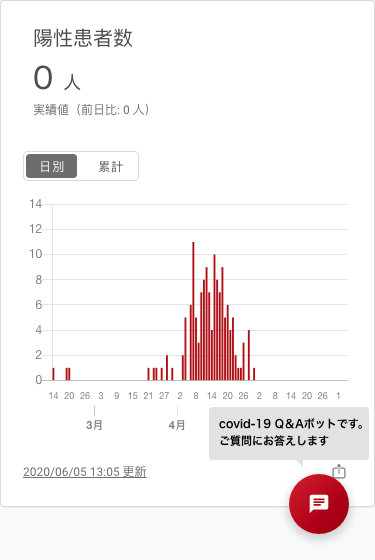 陽性患者数
0 人
実績値（前日比: 0 人）
日別 累計
14
12
10
8
6
4
2
0
14 20 26 3 9 15 21 27 2 8 14 20 26 2 8 14 20 26 1
3月 4月
covid-19 Q&Aボットです。
ご質問にお答えします
2020/06/05 13:05 更新